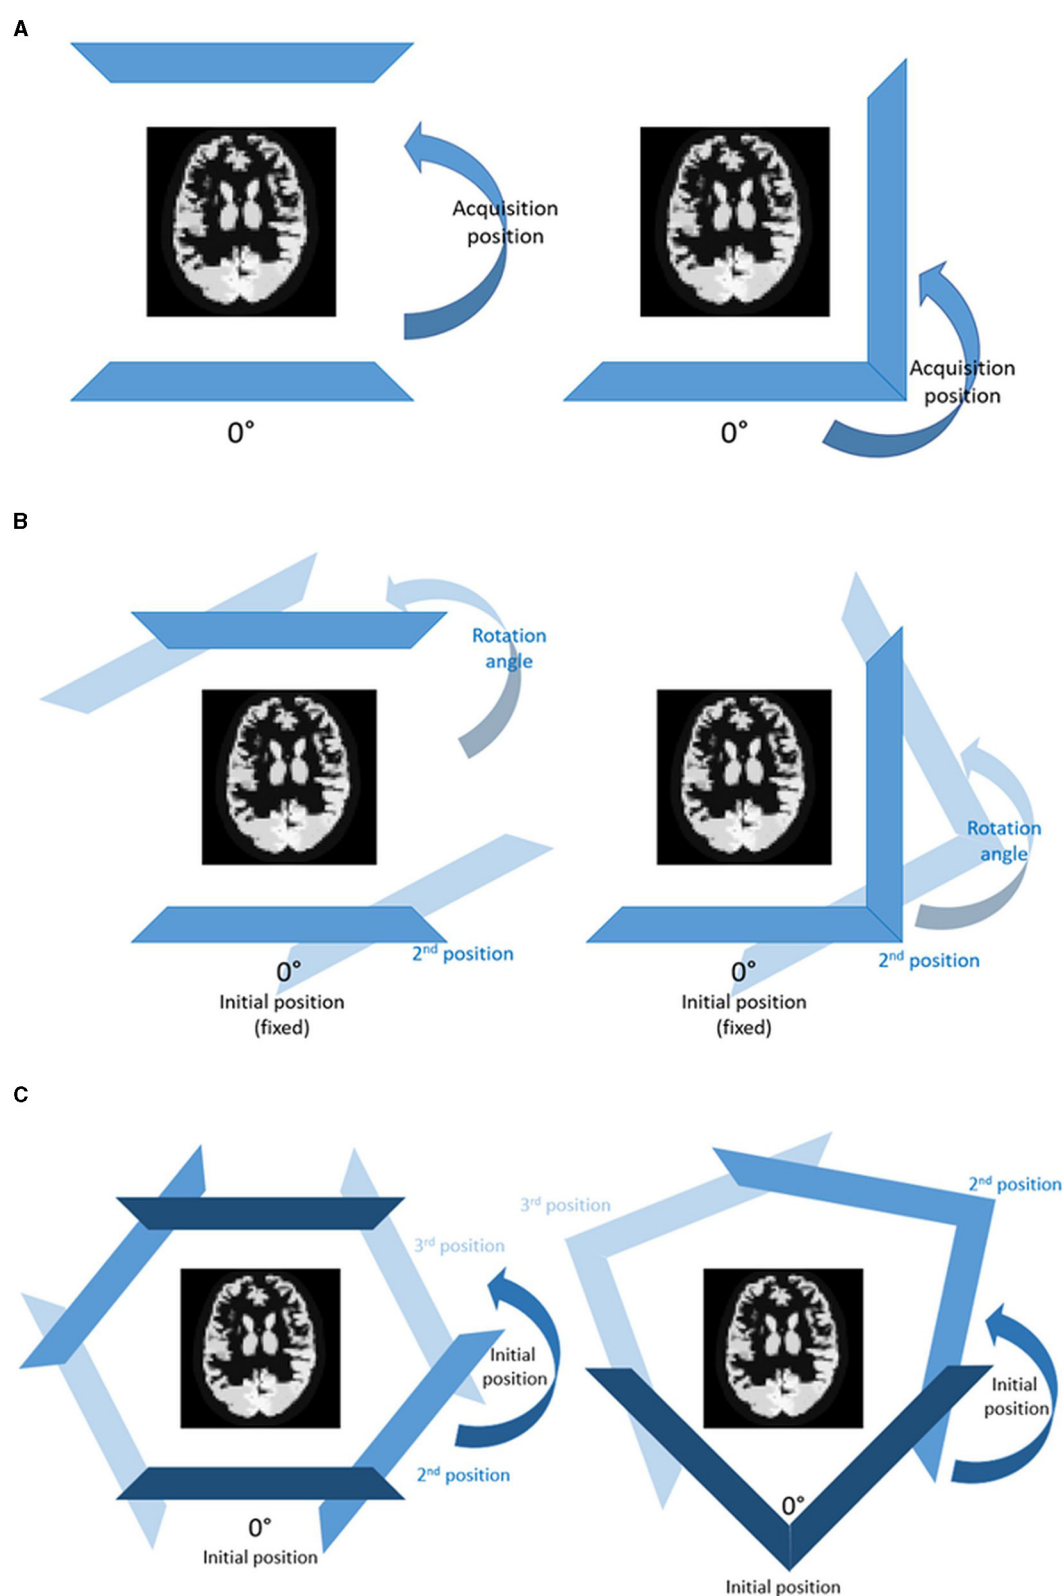 A
Acquisition
position
0°
Acquisition
position
0°
B
Rotation
angle
2nd position
0°
Initial position
(fixed)
Rotation
angle
2nd position
0°
Initial position
(fixed)
C
3rd position
Initial
position
2nd position
0°
Initial position
2nd position
3rd position
Initial
position
0°
Initial position